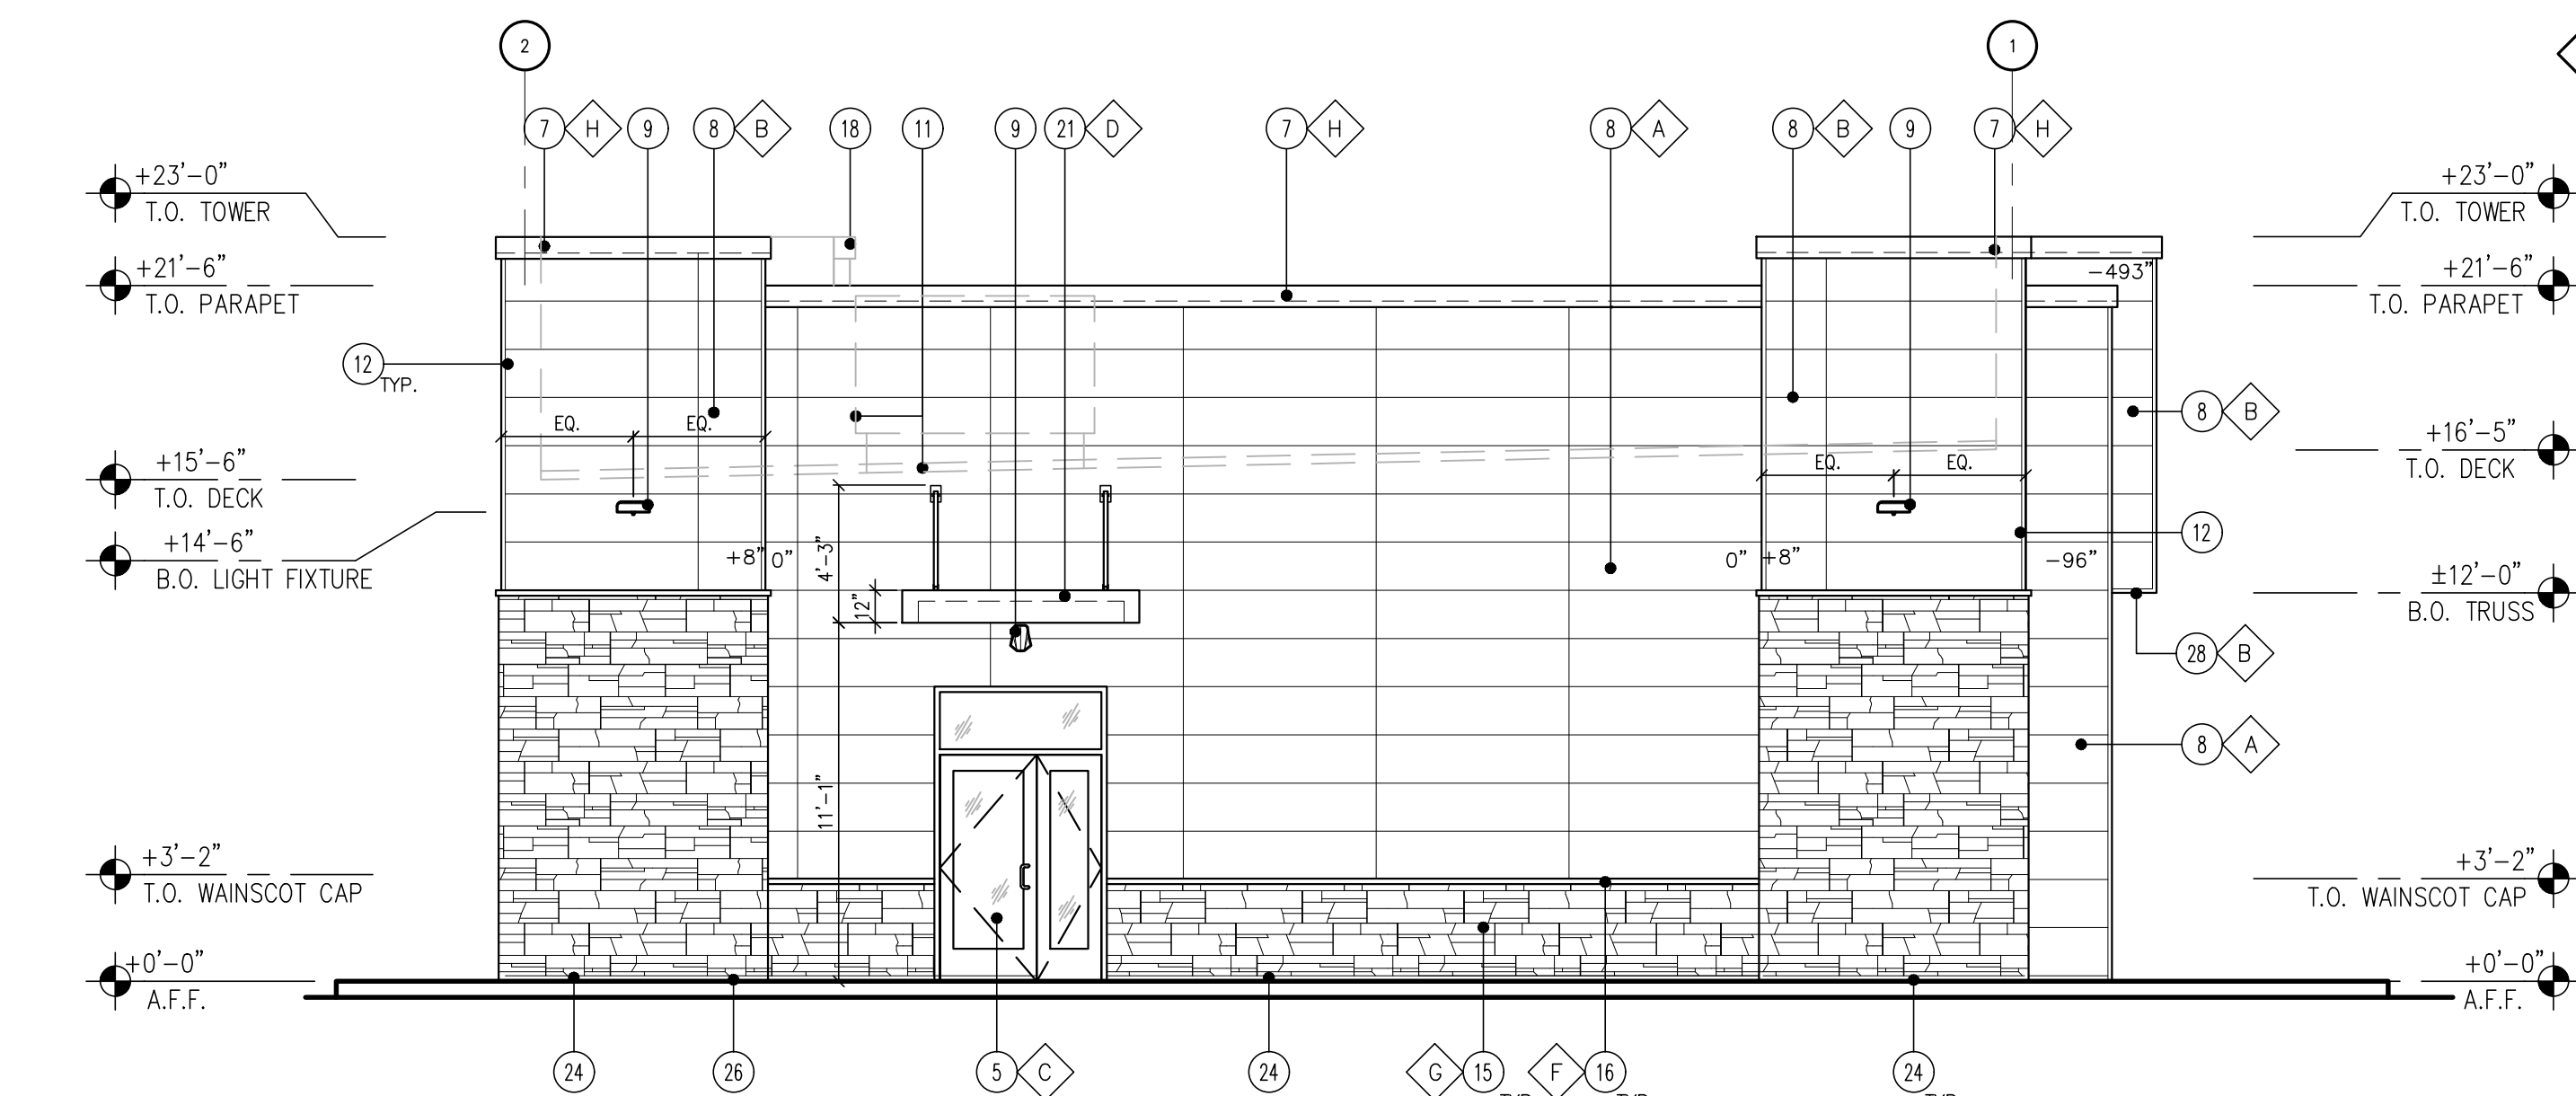 2
1
7 H 9 8 B 18 11 9 21 D 7 H 8 A 8 B 9 7 H
+23'-0"
T.O. TOWER
+23'-0"
T.O. TOWER
+21'-6"
T.O. PARAPET
-493"
+21'-6"
T.O. PARAPET
12
TYP.
8 B
EQ. EQ.
+15'-6"
T.O. DECK
EQ. EQ.
+16'-5"
T.O. DECK
+14'-6"
B.O. LIGHT FIXTURE
12
+8" 0"
4'-3"
0" +8"
-96"
12"
±12'-0"
B.O. TRUSS
28 B
8 A
11'-1"
+3'-2"
T.O. WAINSCOT CAP
+3'-2"
T.O. WAINSCOT CAP
+0'-0"
A.F.F.
+0'-0"
A.F.F.
24 26 5 C 24 G 15 F 16 24
TYP. TYP. TYP.